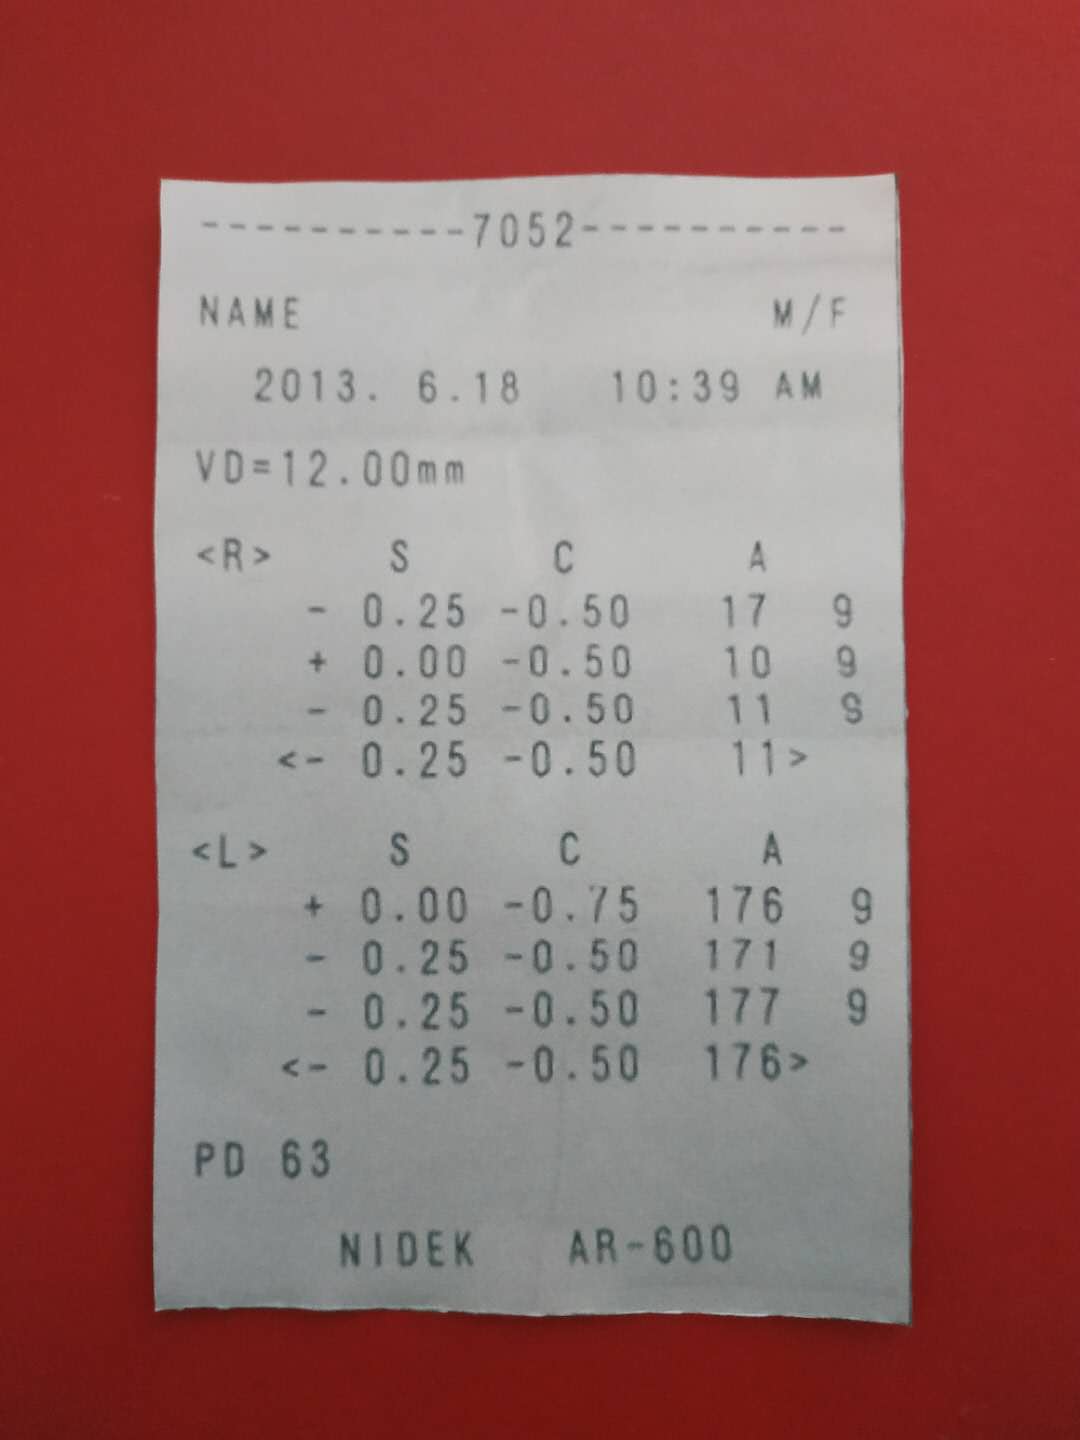 ----------7052----------
NAME M/F
2013. 6.18 10:39 AM
VD=12.00mm
<R> S C A
- 0.25 -0.50 17 9
+ 0.00 -0.50 10 9
- 0.25 -0.50 11 S
<- 0.25 -0.50 11>
<L> S C A
+ 0.00 -0.75 176 9
- 0.25 -0.50 171 9
- 0.25 -0.50 177 9
<- 0.25 -0.50 176>
PD 63
NIDEK AR-600